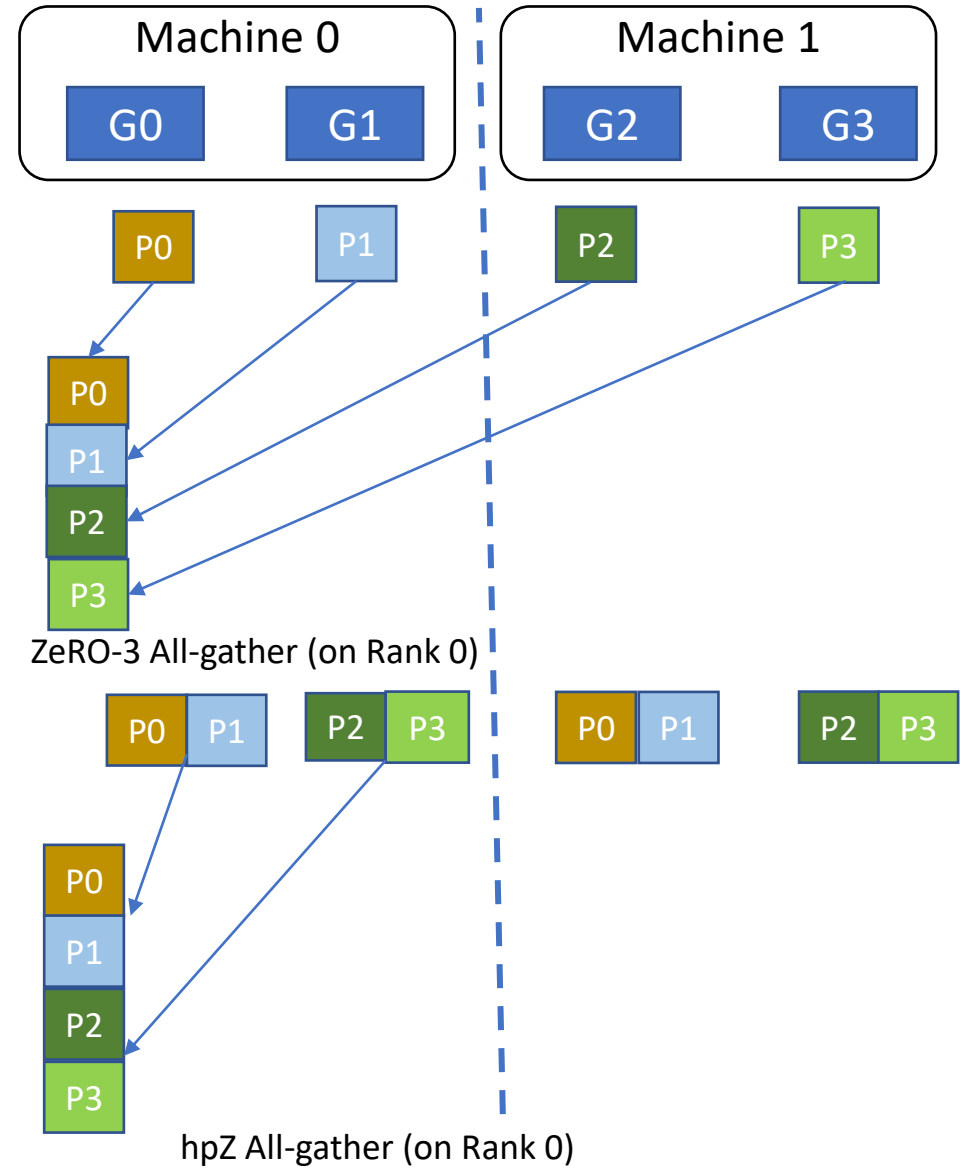 Machine 0
Machine 1
G0
G1
G2
G3
P0
P1
P2
P3
P0
P1
P2
P3
ZeRO-3 All-gather (on Rank 0)
P0
P1
P2
P3
P0
P1
P2
P3
P0
P1
P2
P3
hpZ All-gather (on Rank 0)